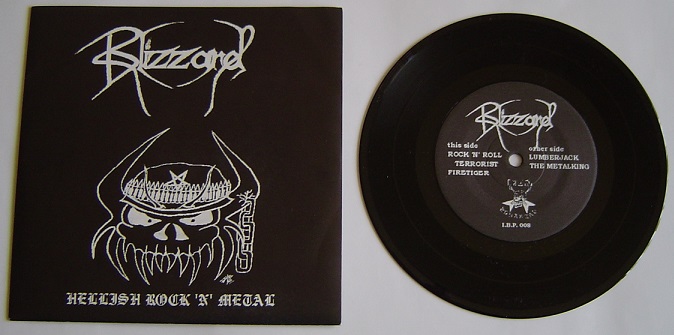 Blizzard
HELLISH ROCK 'N' METAL
Blizzard
this side
ROCK 'N' ROLL
TERRORIST
FIRETIGER
other side
LUMBERJACK
THE METALKING
I.B.P. 008